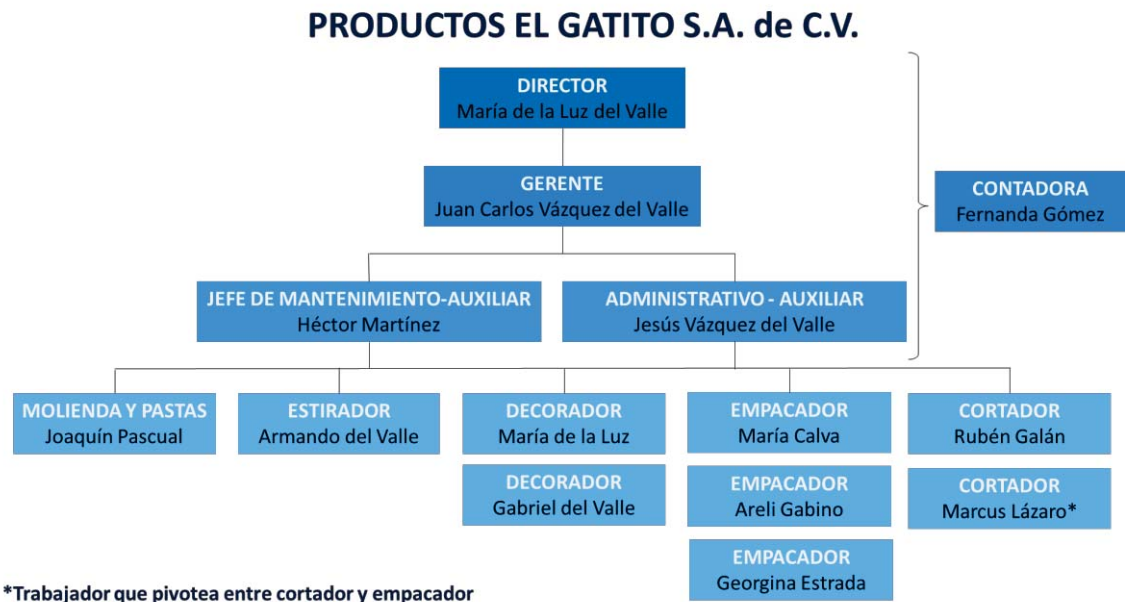 PRODUCTOS EL GATITO S.A. de C.V.
DIRECTOR
María de la Luz del Valle
GERENTE
Juan Carlos Vázquez del Valle
CONTADORA
Fernanda Gómez
JEFE DE MANTENIMIENTO-AUXILIAR
Héctor Martínez
ADMINISTRATIVO - AUXILIAR
Jesús Vázquez del Valle
MOLIENDA Y PASTAS
Joaquín Pascual
ESTIRADOR
Armando del Valle
DECORADOR
María de la Luz
EMPACADOR
María Calva
CORTADOR
Rubén Galán
DECORADOR
Gabriel del Valle
EMPACADOR
Areli Gabino
CORTADOR
Marcus Lázaro*
EMPACADOR
Georgina Estrada
*Trabajador que pivotea entre cortador y empacador